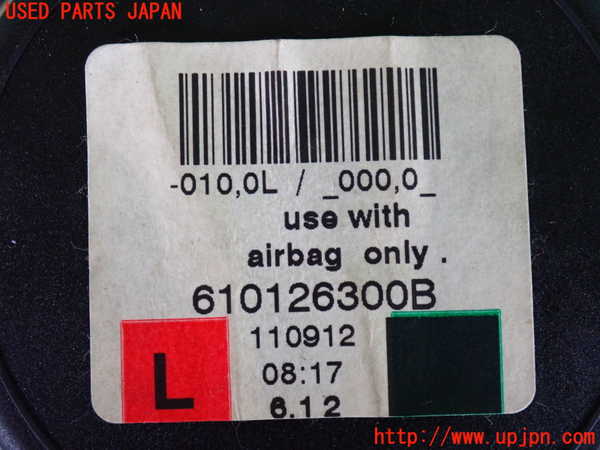 USED PARTS JAPAN
-010,0L / _000,0_
use with
airbag only .
610126300B
110912
08:17
6.12
L
http://www.upjpn.com